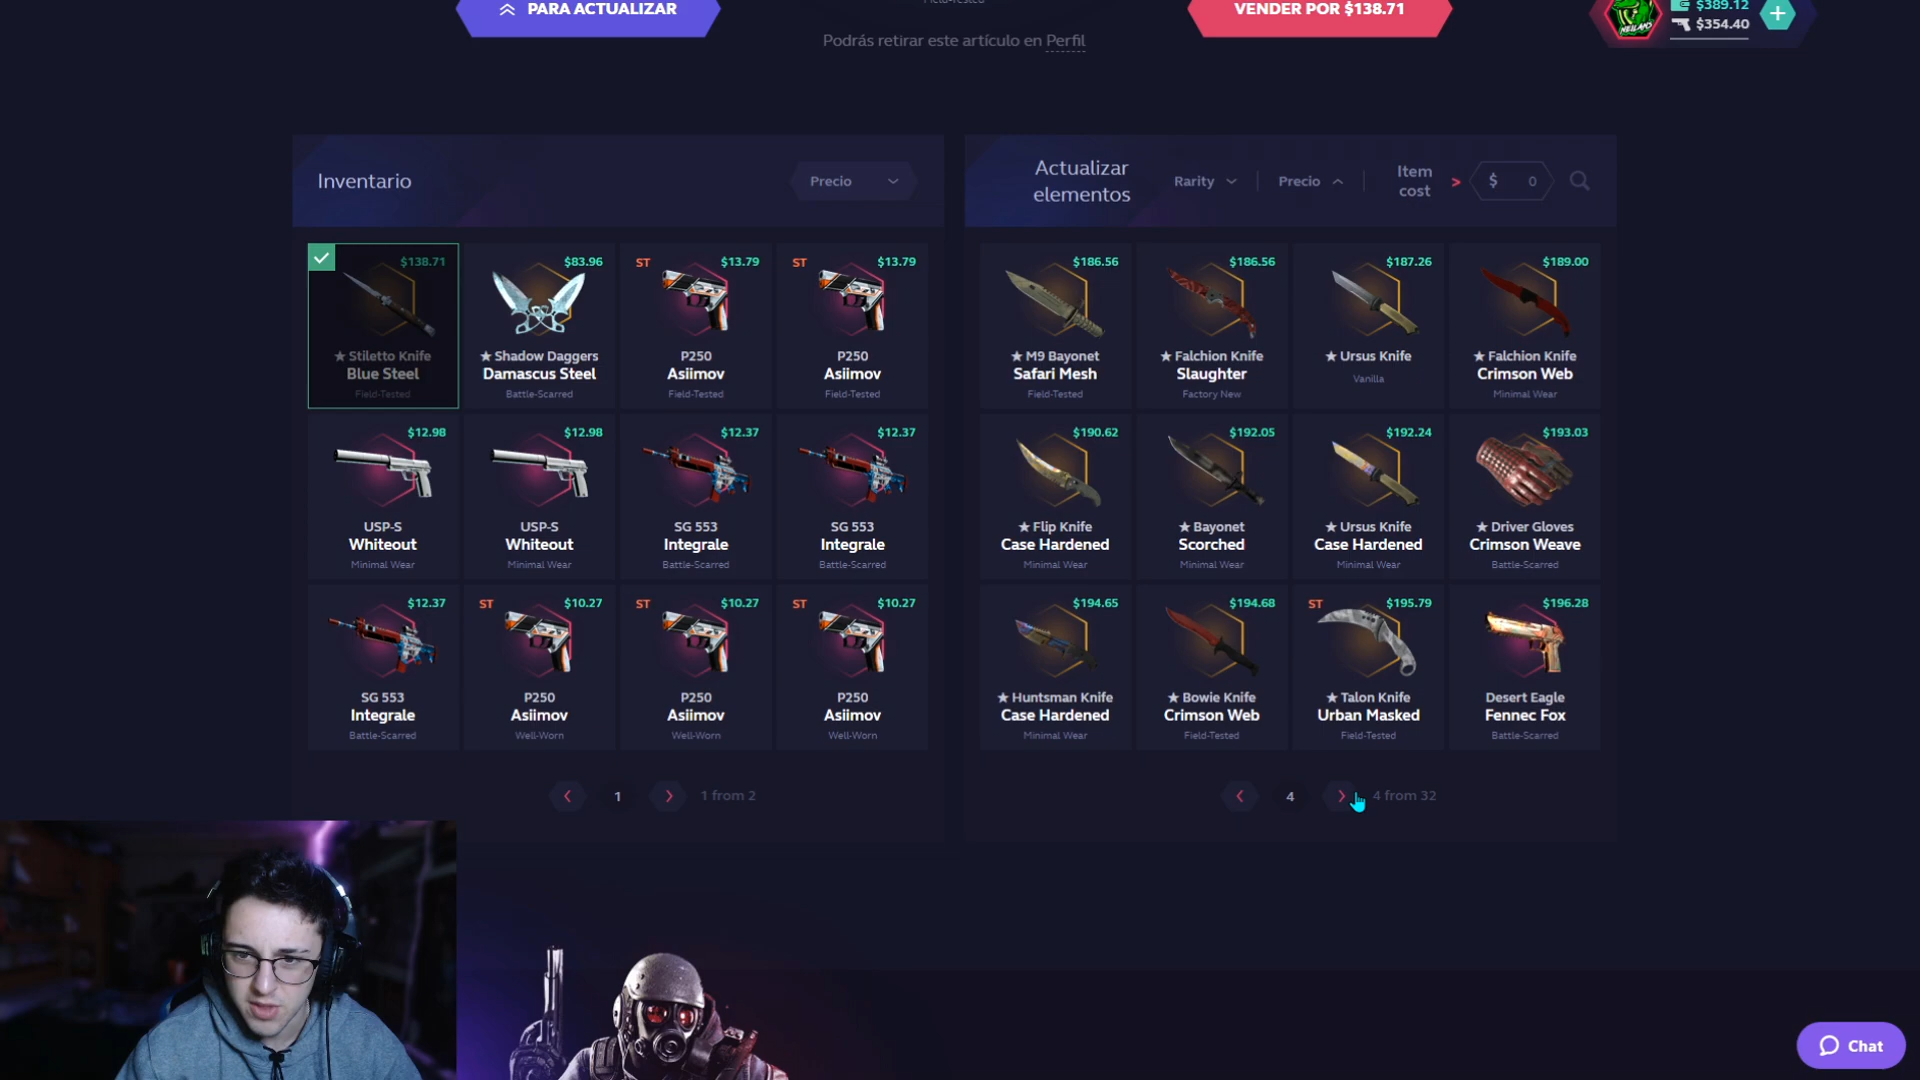 PARA ACTUALIZAR
VENDER POR $138.71
$389.12
$354.40
Podrás retirar este artículo en Perfil
Inventario
Precio
Actualizar
elementos
Rarity
Precio
Item
cost
>
$ 0
$138.71
★ Stiletto Knife
Blue Steel
Field-Tested
$83.96
★ Shadow Daggers
Damascus Steel
Battle-Scarred
ST $13.79
P250
Asiimov
Field-Tested
ST $13.79
P250
Asiimov
Field-Tested
$12.98
USP-S
Whiteout
Minimal Wear
$12.98
USP-S
Whiteout
Minimal Wear
$12.37
SG 553
Integrale
Battle-Scarred
$12.37
SG 553
Integrale
Battle-Scarred
$12.37
SG 553
Integrale
Battle-Scarred
ST $10.27
P250
Asiimov
Well-Worn
ST $10.27
P250
Asiimov
Well-Worn
ST $10.27
P250
Asiimov
Well-Worn
1
1 from 2
$186.56
★ M9 Bayonet
Safari Mesh
Field-Tested
$186.56
★ Falchion Knife
Slaughter
Factory New
$187.26
★ Ursus Knife
Vanilla
$189.00
★ Falchion Knife
Crimson Web
Minimal Wear
$190.62
★ Flip Knife
Case Hardened
Minimal Wear
$192.05
★ Bayonet
Scorched
Minimal Wear
$192.24
★ Ursus Knife
Case Hardened
Minimal Wear
$193.03
★ Driver Gloves
Crimson Weave
Battle-Scarred
$194.65
★ Huntsman Knife
Case Hardened
Minimal Wear
$194.68
★ Bowie Knife
Crimson Web
Field-Tested
ST $195.79
★ Talon Knife
Urban Masked
Field-Tested
$196.28
Desert Eagle
Fennec Fox
Battle-Scarred
4
4 from 32
Chat